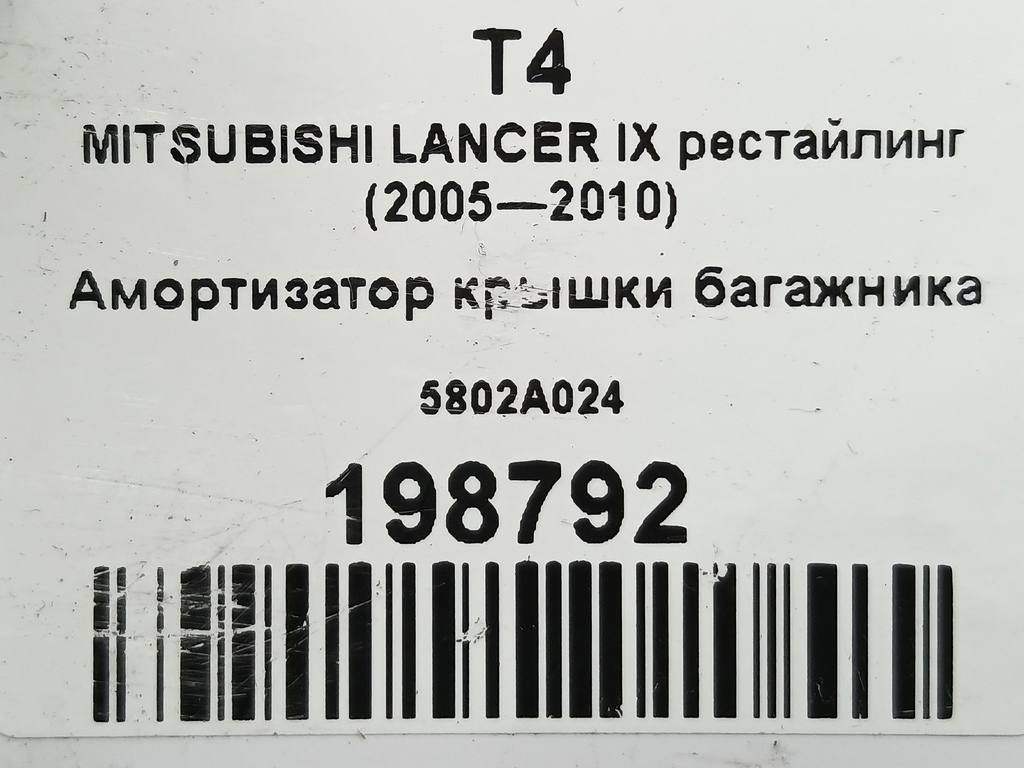 T4
MITSUBISHI LANCER IX рестайлинг
(2005—2010)
Амортизатор крышки багажника
5802A024
198792